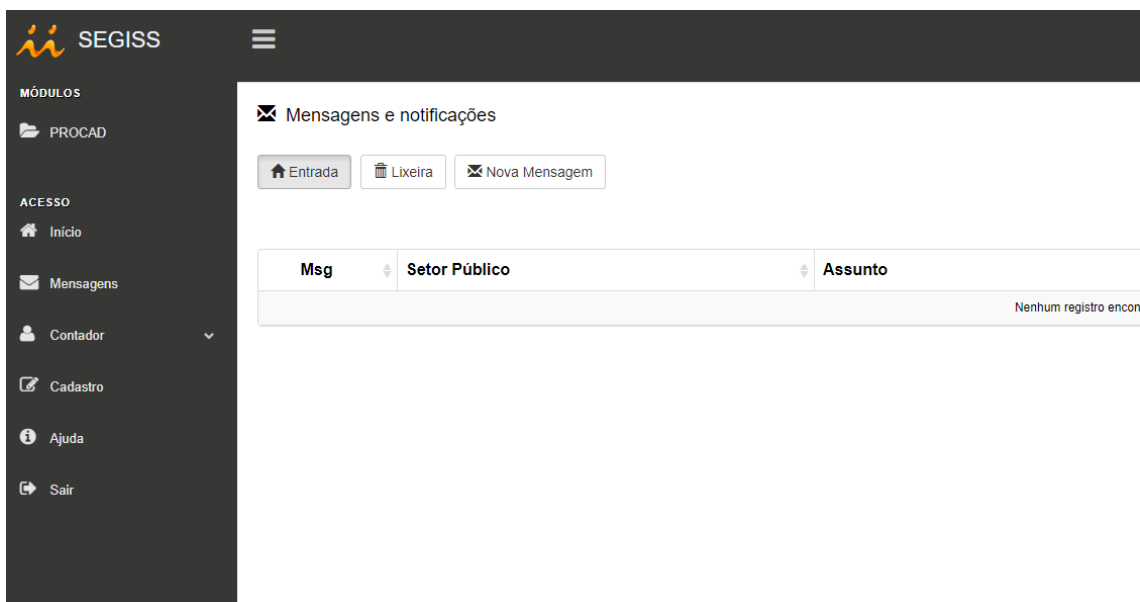 SEGISS
MÓDULOS
PROCAD
ACESSO
Início
Mensagens
Contador
Cadastro
Ajuda
Sair
Mensagens e notificações
Entrada Lixeira Nova Mensagem
Msg Setor Público Assunto
Nenhum registro encon